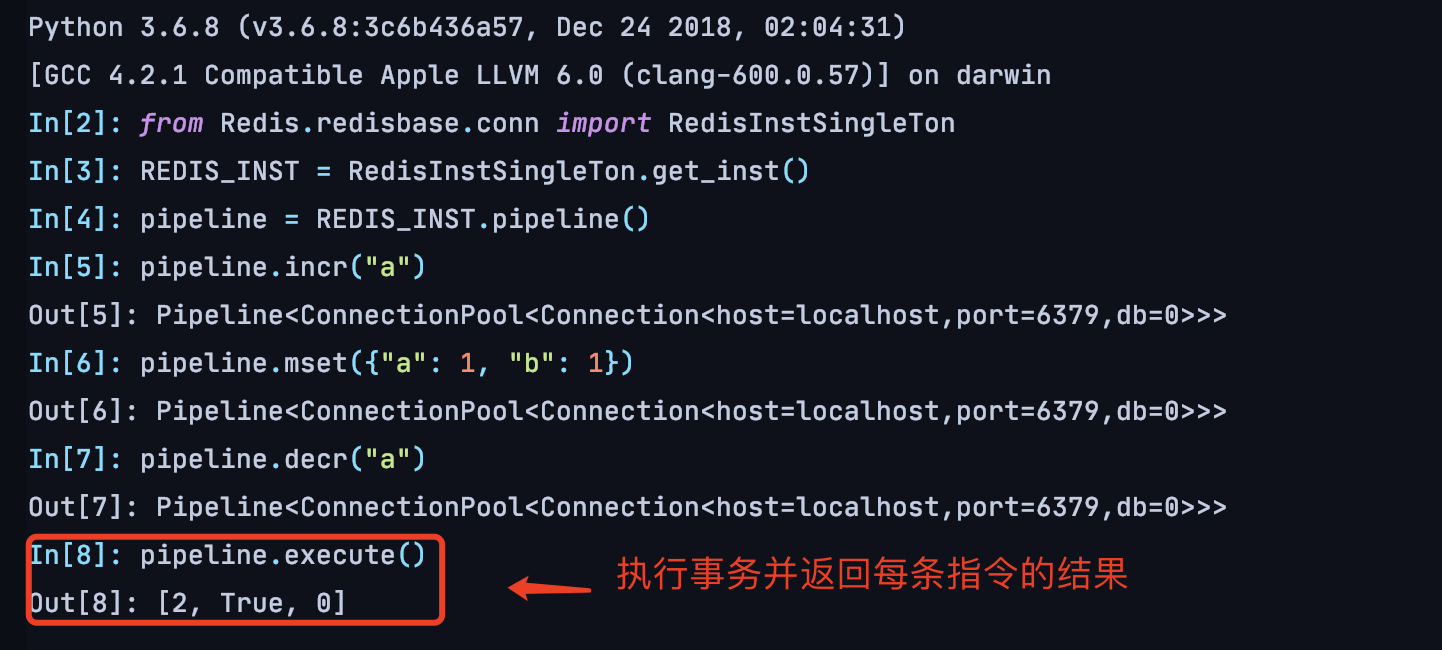 Python 3.6.8 (v3.6.8:3c6b436a57, Dec 24 2018, 02:04:31)
[GCC 4.2.1 Compatible Apple LLVM 6.0 (clang-600.0.57)] on darwin
In[2]: from Redis.redisbase.conn import RedisInstSingleTon
In[3]: REDIS_INST = RedisInstSingleTon.get_inst()
In[4]: pipeline = REDIS_INST.pipeline()
In[5]: pipeline.incr("a")
Out[5]: Pipeline<ConnectionPool<Connection<host=localhost,port=6379,db=0>>>
In[6]: pipeline.mset({"a": 1, "b": 1})
Out[6]: Pipeline<ConnectionPool<Connection<host=localhost,port=6379,db=0>>>
In[7]: pipeline.decr("a")
Out[7]: Pipeline<ConnectionPool<Connection<host=localhost,port=6379,db=0>>>
In[8]: pipeline.execute()
执行事务并返回每条指令的结果
Out[8]: [2, True, 0]